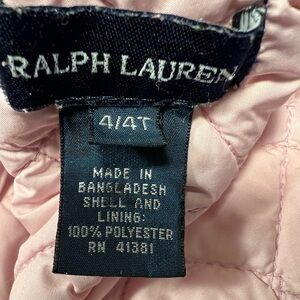 RALPH LAUREN
4/4T
MADE IN
BANGLADESH
SHELL AND
LINING:
100% POLYESTER
RN 41381